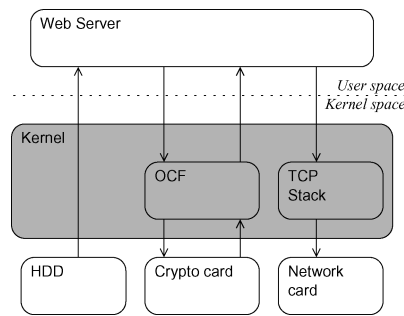 Web Server
User space
Kernel space
Kernel
OCF
TCP
Stack
HDD
Crypto card
Network
card